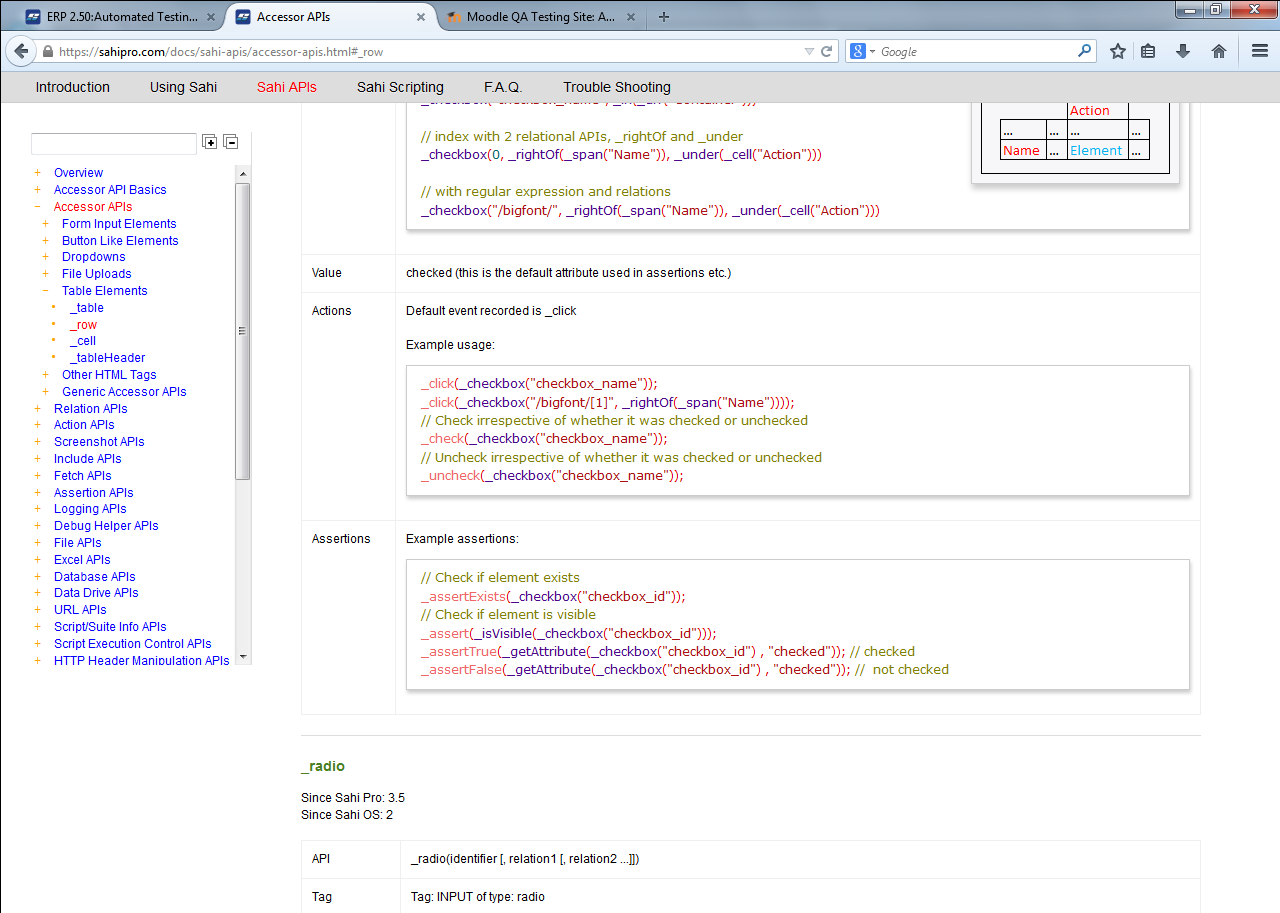 ERP 2.50:Automated Testin...
Accessor APIs
Moodle QA Testing Site: A...
https://sahipro.com/docs/sahi-apis/accessor-apis.html#_row
Google
Introduction
Using Sahi
Sahi APIs
Sahi Scripting
F.A.Q.
Trouble Shooting
Overview
Accessor API Basics
Accessor APIs
Form Input Elements
Button Like Elements
Dropdowns
File Uploads
Table Elements
_table
_row
_cell
_tableHeader
Other HTML Tags
Generic Accessor APIs
Relation APIs
Action APIs
Screenshot APIs
Include APIs
Fetch APIs
Assertion APIs
Logging APIs
Debug Helper APIs
File APIs
Excel APIs
Database APIs
Data Drive APIs
URL APIs
Script/Suite Info APIs
Script Execution Control APIs
HTTP Header Manipulation APIs
// index with 2 relational APIs, _rightOf and _under
_checkbox(0, _rightOf(_span("Name")), _under(_cell("Action")))
// with regular expression and relations
_checkbox("/bigfont/", _rightOf(_span("Name")), _under(_cell("Action")))
Action
... ... ... ...
Name ... Element ...
Value
checked (this is the default attribute used in assertions etc.)
Actions
Default event recorded is _click
Example usage:
_click(_checkbox("checkbox_name"));
_click(_checkbox("/bigfont/[1]", _rightOf(_span("Name"))));
// Check irrespective of whether it was checked or unchecked
_check(_checkbox("checkbox_name"));
// Uncheck irrespective of whether it was checked or unchecked
_uncheck(_checkbox("checkbox_name"));
Assertions
Example assertions:
// Check if element exists
_assertExists(_checkbox("checkbox_id"));
// Check if element is visible
_assert(_isVisible(_checkbox("checkbox_id")));
_assertTrue(_getAttribute(_checkbox("checkbox_id") , "checked")); // checked
_assertFalse(_getAttribute(_checkbox("checkbox_id") , "checked")); //  not checked
_radio
Since Sahi Pro: 3.5
Since Sahi OS: 2
API
_radio(identifier [, relation1 [, relation2 ...]])
Tag
Tag: INPUT of type: radio